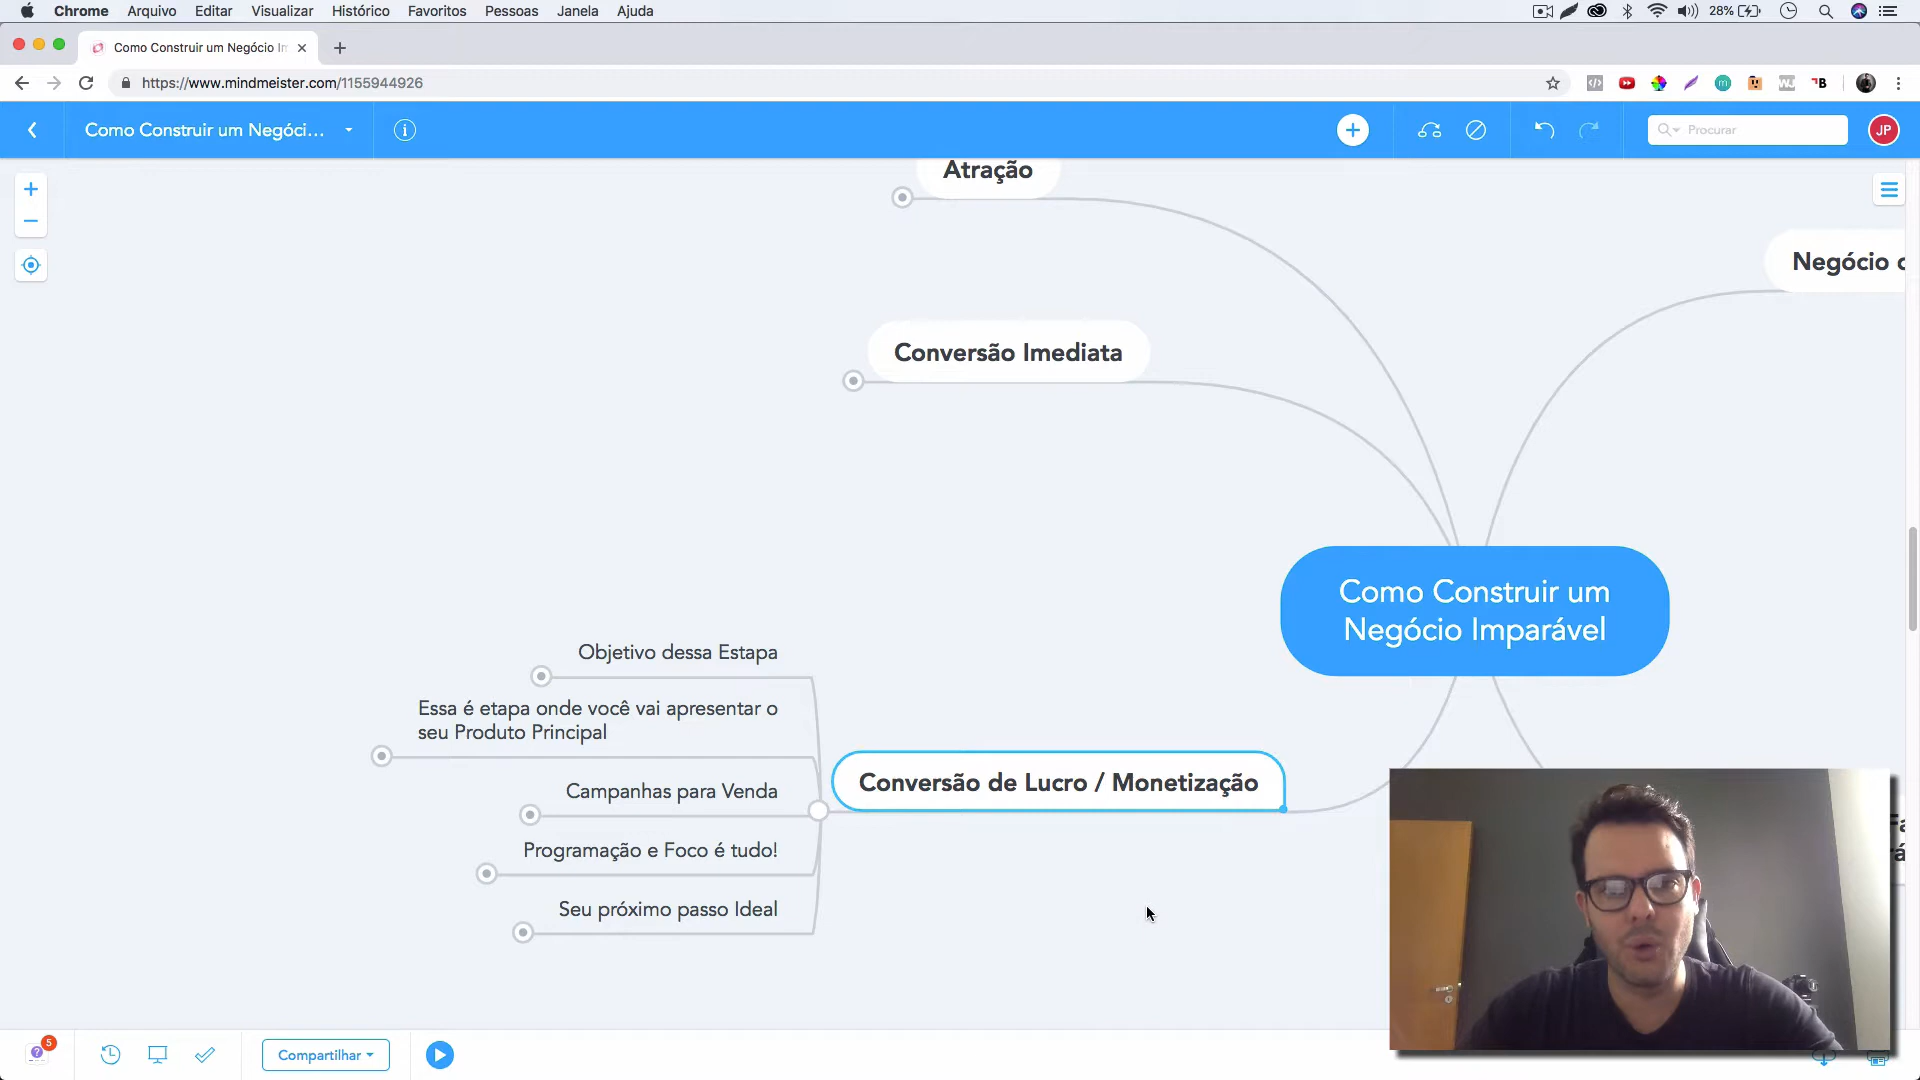 Chrome Arquivo Editar Visualizar Histórico Favoritos Pessoas Janela Ajuda
28%
Como Construir um Negócio
https://www.mindmeister.com/1155944926
Como Construir um Negóci...
Procurar
JP
Atração
Negócio
Conversão Imediata
Como Construir um
Negócio Imparável
Objetivo dessa Estapa
Essa é etapa onde você vai apresentar o
seu Produto Principal
Campanhas para Venda
Conversão de Lucro / Monetização
Programação e Foco é tudo!
Seu próximo passo Ideal
5
Compartilhar